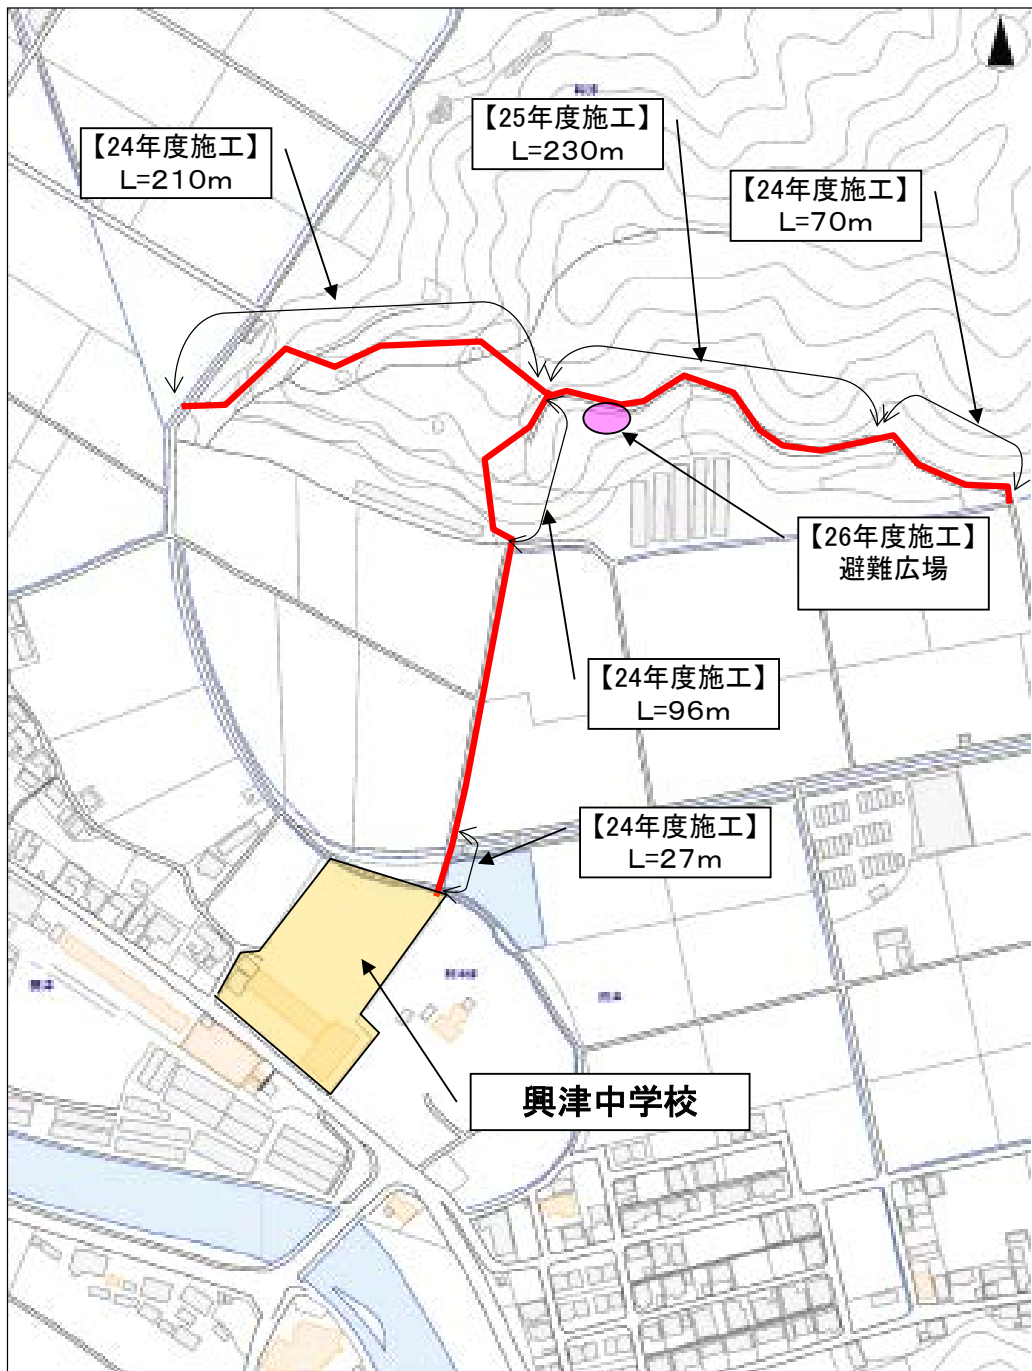 【25年度施工】
L=230m
【24年度施工】
L=210m
【24年度施工】
L=70m
【26年度施工】
避難広場
【24年度施工】
L=96m
【24年度施工】
L=27m
興津中学校